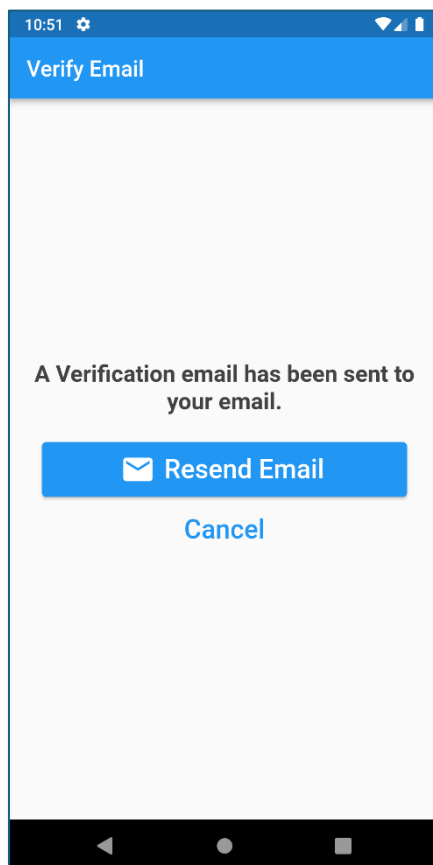 10:51
Verify Email
A Verification email has been sent to
your email.
Resend Email
Cancel